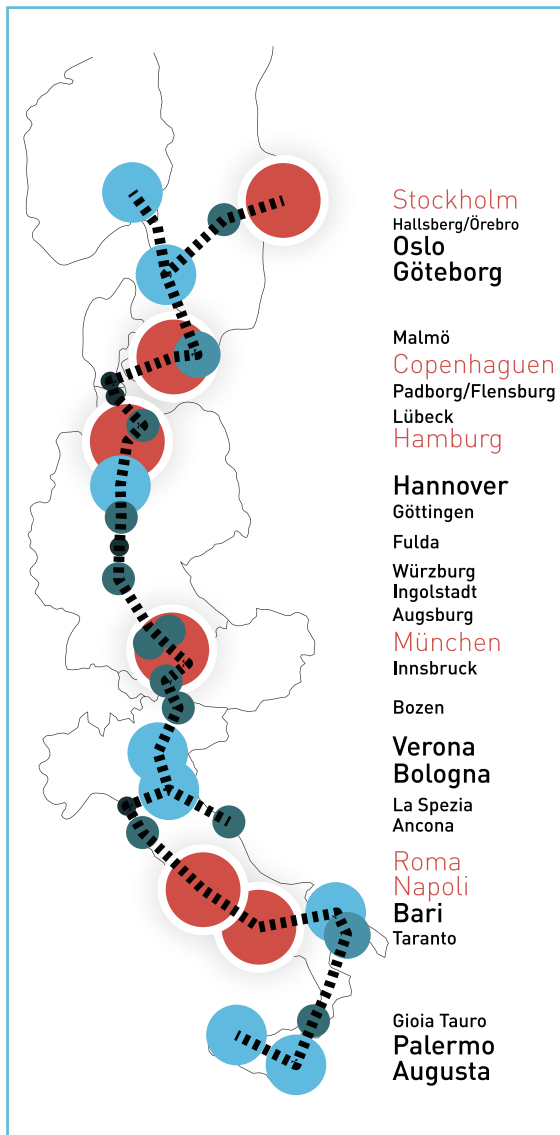 Stockholm
Hallsberg/Örebro
Oslo
Göteborg
Malmö
Copenhaguen
Padborg/Flensburg
Lübeck
Hamburg
Hannover
Göttingen
Fulda
Würzburg
Ingolstadt
Augsburg
München
Innsbruck
Bozen
Verona
Bologna
La Spezia
Ancona
Roma
Napoli
Bari
Taranto
Gioia Tauro
Palermo
Augusta